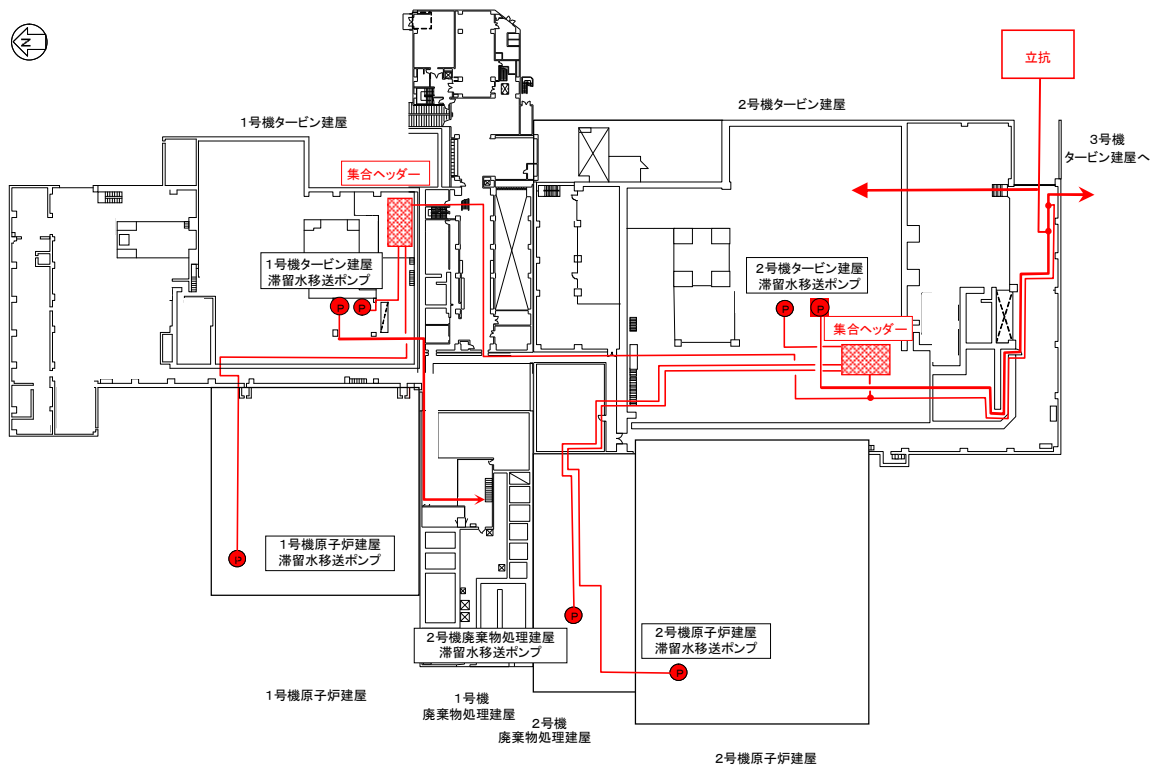 N
立抗
2号機タービン建屋
1号機タービン建屋
3号機
タービン建屋へ
集合ヘッダー
1号機タービン建屋
滞留水移送ポンプ
2号機タービン建屋
滞留水移送ポンプ
P
P
P
P
集合ヘッダー
1号機原子炉建屋
滞留水移送ポンプ
P
P
2号機廃棄物処理建屋
滞留水移送ポンプ
2号機原子炉建屋
滞留水移送ポンプ
P
1号機原子炉建屋
1号機
廃棄物処理建屋
2号機
廃棄物処理建屋
2号機原子炉建屋